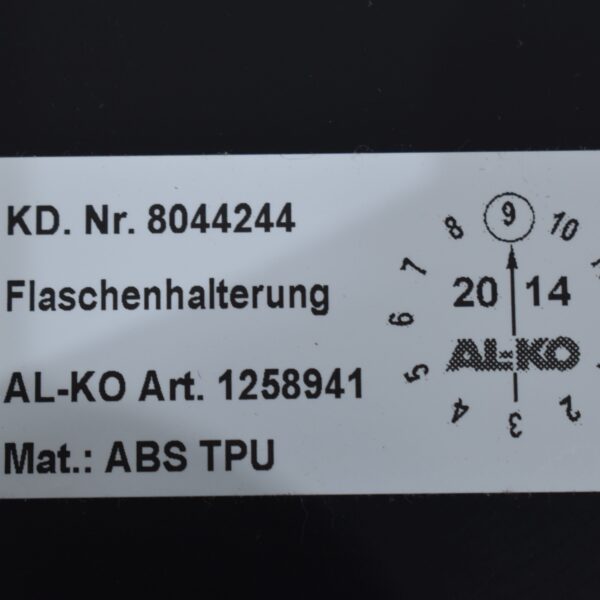 KD. Nr. 8044244
Flaschenhalterung
AL-KO Art. 1258941
Mat.: ABS TPU
8 9 10
7
20 14
6
AL-KO
5
4 3 2